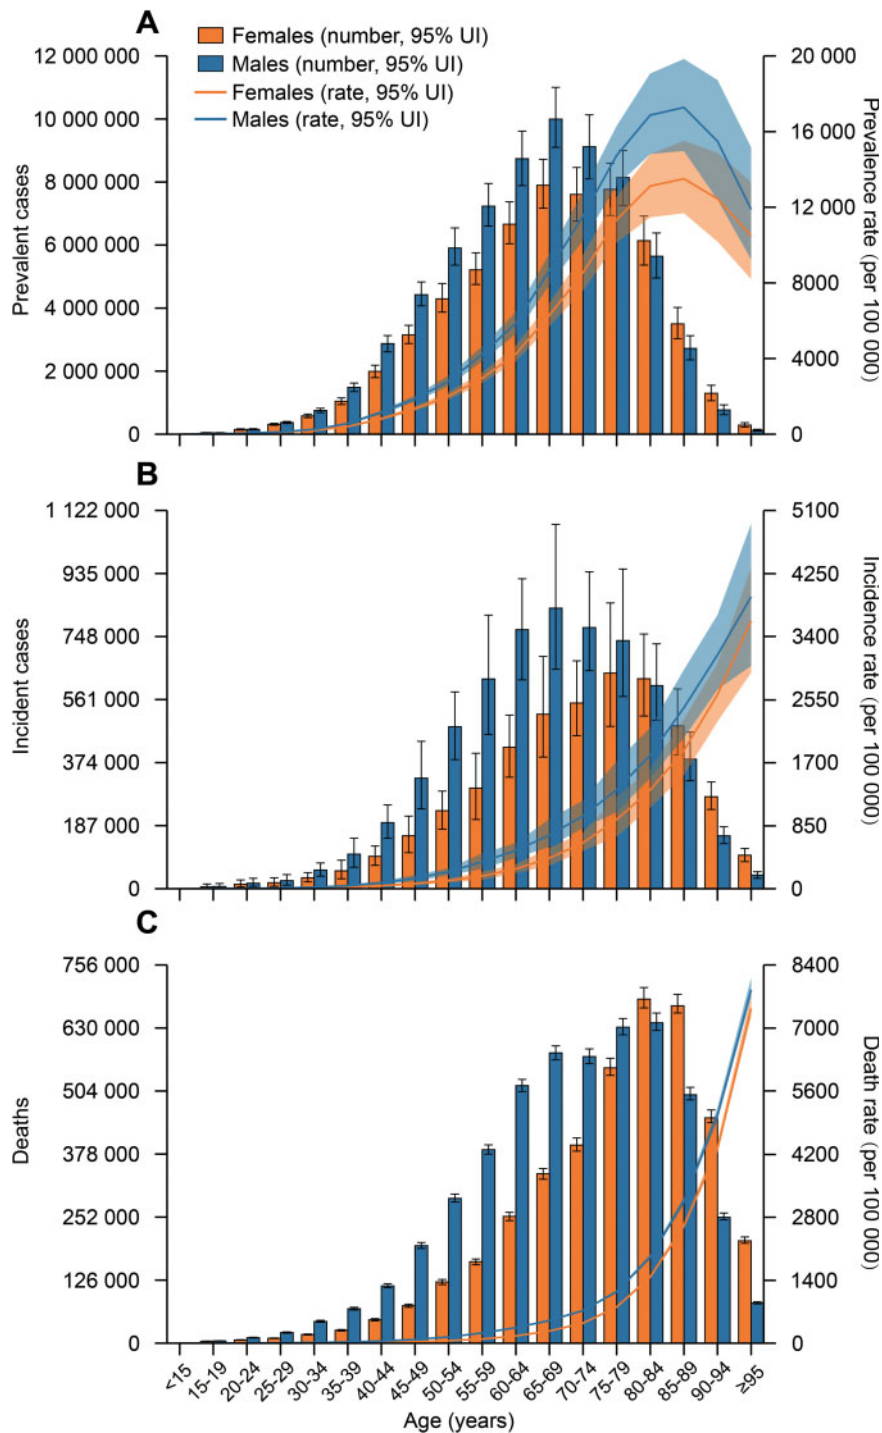 A
Females (number, 95% UI)
Males (number, 95% UI)
Females (rate, 95% UI)
Males (rate, 95% UI)
12 000 000
10 000 000
8 000 000
6 000 000
4 000 000
2 000 000
0
Prevalent cases
20 000
16 000
12 000
8000
4000
0
Prevalence rate (per 100 000)
B
1 122 000
935 000
748 000
561 000
374 000
187 000
0
Incident cases
5100
4250
3400
2550
1700
850
0
Incidence rate (per 100 000)
C
756 000
630 000
504 000
378 000
252 000
126 000
0
Deaths
8400
7000
5600
4200
2800
1400
0
Death rate (per 100 000)
<15
15-19
20-24
25-29
30-34
35-39
40-44
45-49
50-54
55-59
60-64
65-69
70-74
75-79
80-84
85-89
90-94
≥95
Age (years)